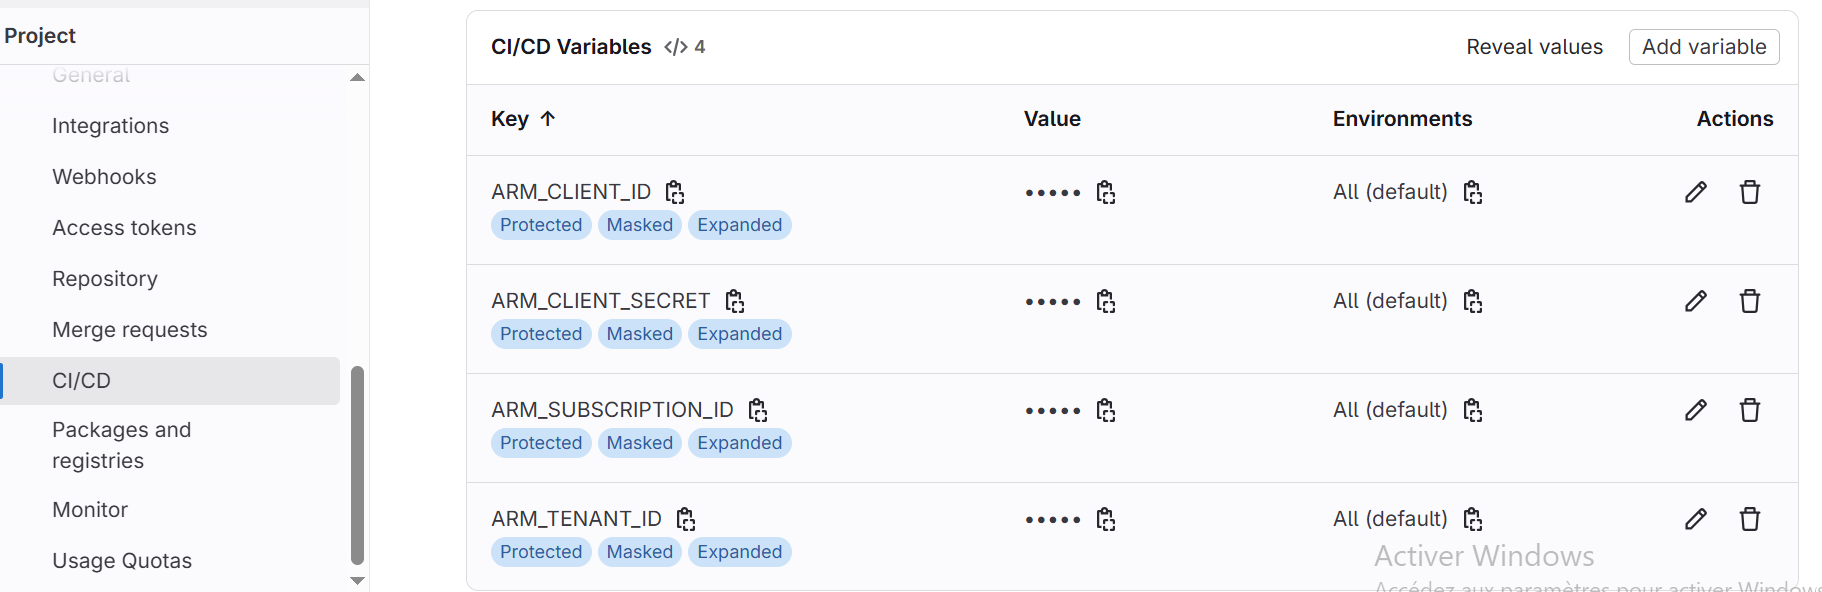 Project
General
Integrations
Webhooks
Access tokens
Repository
Merge requests
CI/CD
Packages and
registries
Monitor
Usage Quotas
CI/CD Variables 4
Reveal values
Add variable
Key ↑ Value Environments Actions
ARM_CLIENT_ID ••••• All (default)
Protected Masked Expanded
ARM_CLIENT_SECRET ••••• All (default)
Protected Masked Expanded
ARM_SUBSCRIPTION_ID ••••• All (default)
Protected Masked Expanded
ARM_TENANT_ID ••••• All (default)
Protected Masked Expanded
Activer Windows
Accédez aux paramètres pour activer Windows